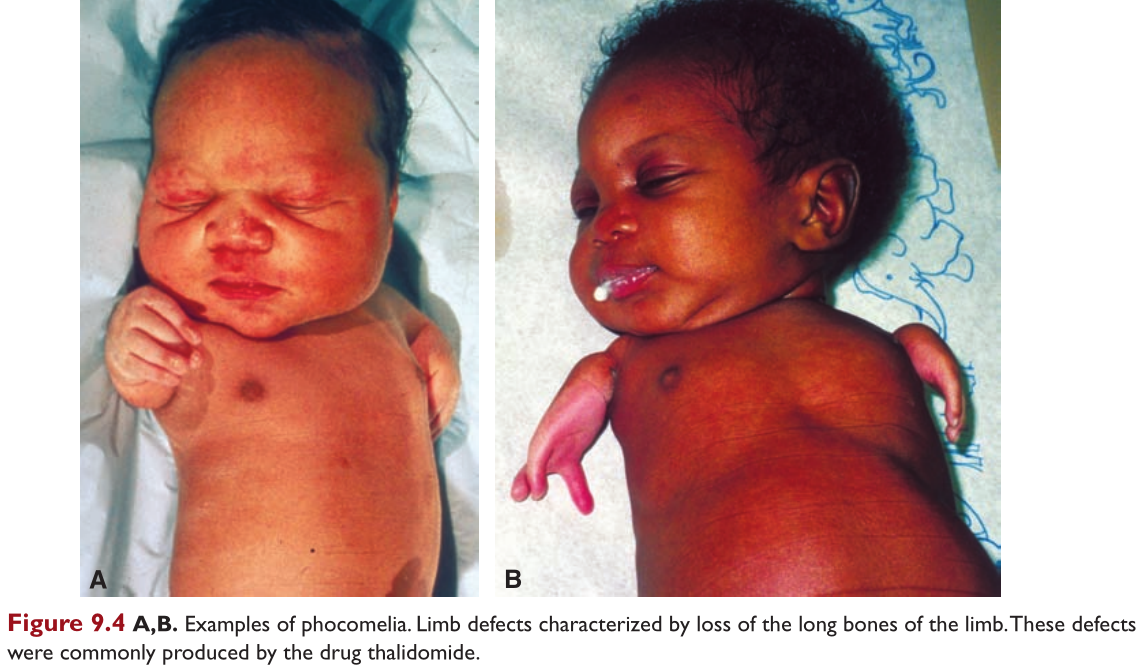 A
B
Figure 9.4 A,B. Examples of phocomelia. Limb defects characterized by loss of the long bones of the limb. These defects
were commonly produced by the drug thalidomide.